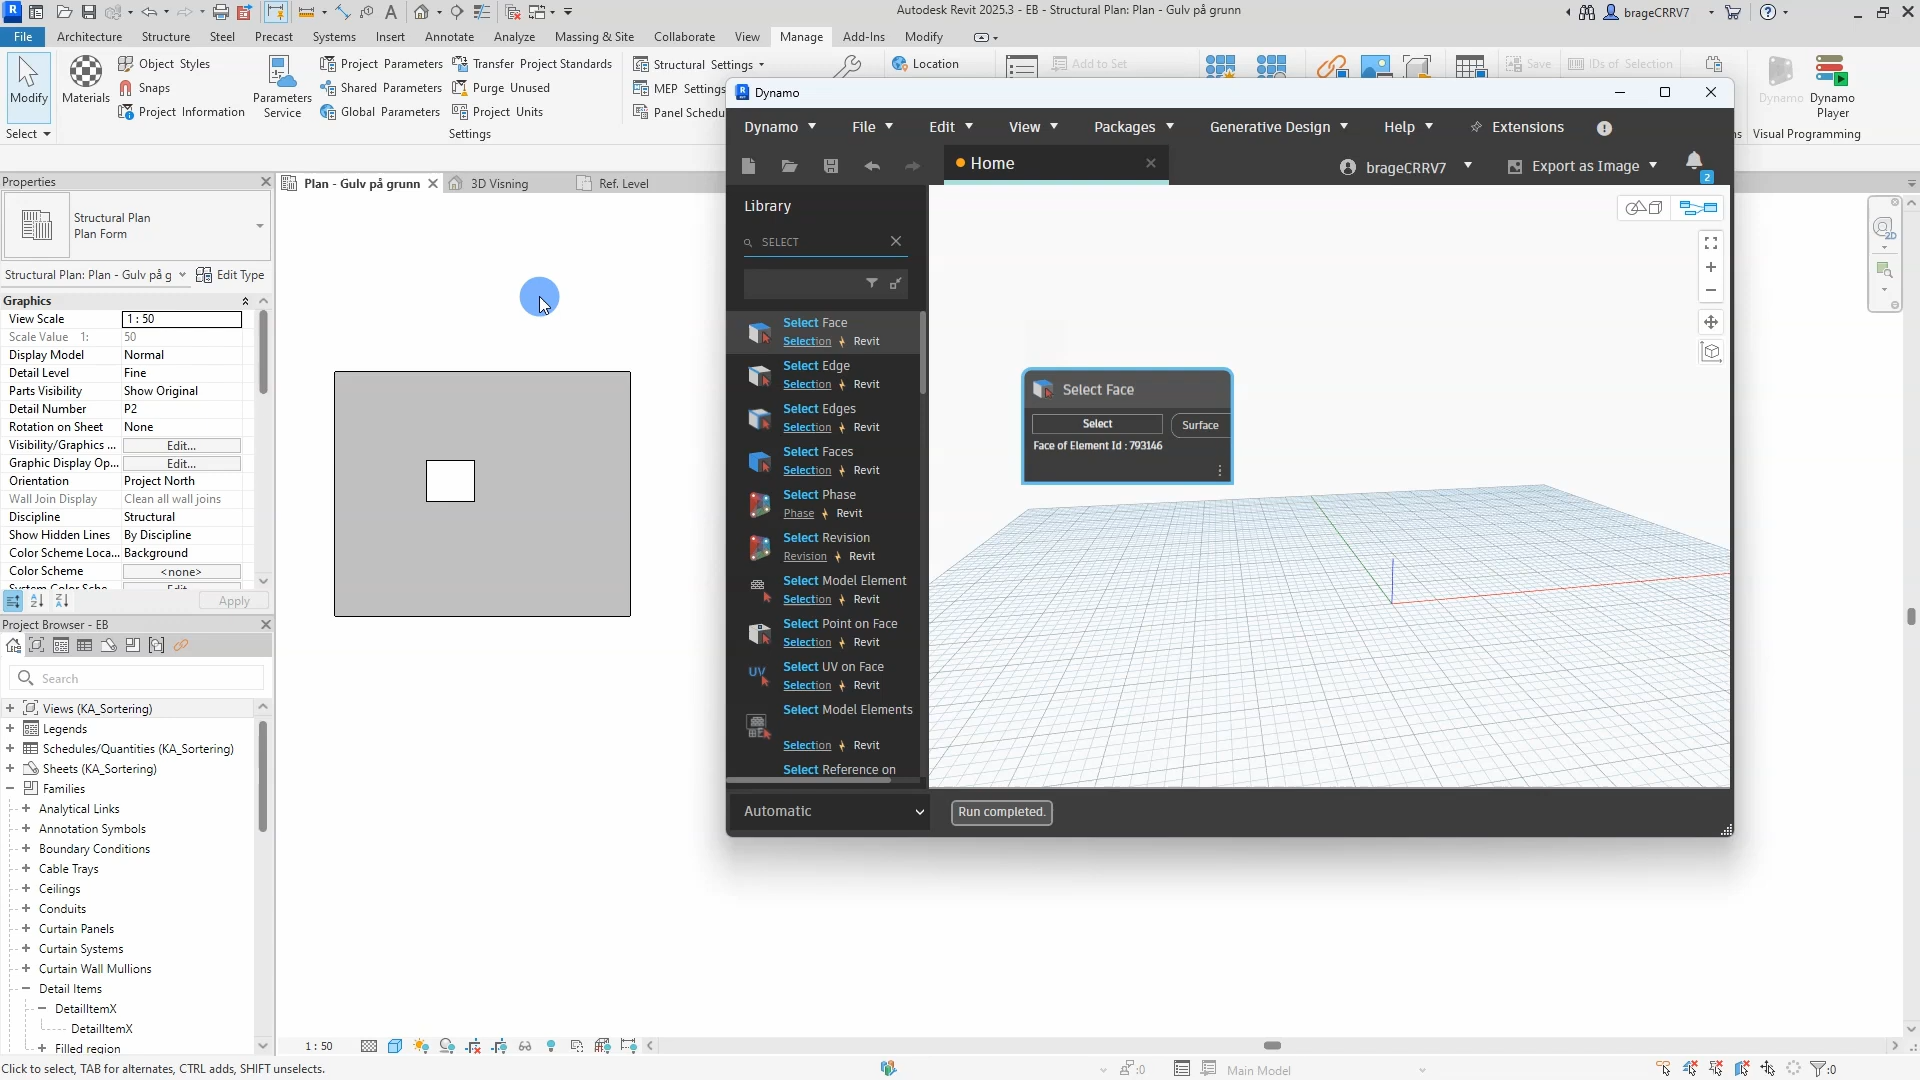 Autodesk Revit 2025.3 - EB - Structural Plan: Plan - Gulv på grunn
brageCRRV7
File Architecture Structure Steel Precast Systems Insert Annotate Analyze Massing & Site Collaborate View Manage Add-Ins Modify
Modify
Materials
Object Styles
Snaps
Project Information
Parameters
Service
Project Parameters
Shared Parameters
Global Parameters
Transfer Project Standards
Purge Unused
Project Units
Structural Settings
MEP Settings
Panel Schedu
Location
Add to Set
Save
IDs of Selection
Dynamo
Dynamo
Player
Select
Settings
Visual Programming
Properties
Structural Plan
Plan Form
Structural Plan: Plan - Gulv på g
Edit Type
Graphics
View Scale 1 : 50
Scale Value 1: 50
Display Model Normal
Detail Level Fine
Parts Visibility Show Original
Detail Number P2
Rotation on Sheet None
Visibility/Graphics ... Edit...
Graphic Display Op... Edit...
Orientation Project North
Wall Join Display Clean all wall joins
Discipline Structural
Show Hidden Lines By Discipline
Color Scheme Loca... Background
Color Scheme <none>
Apply
Project Browser - EB
Search
Views (KA_Sortering)
Legends
Schedules/Quantities (KA_Sortering)
Sheets (KA_Sortering)
Families
Analytical Links
Annotation Symbols
Boundary Conditions
Cable Trays
Ceilings
Conduits
Curtain Panels
Curtain Systems
Curtain Wall Mullions
Detail Items
DetailItemX
DetailItemX
Filled region
Plan - Gulv på grunn
3D Visning
Ref. Level
2D
Dynamo
Dynamo File Edit View Packages Generative Design Help Extensions
Home
brageCRRV7
Export as Image
2
Library
SELECT
Select Face
Selection Revit
Select Edge
Selection Revit
Select Edges
Selection Revit
Select Faces
Selection Revit
Select Phase
Phase Revit
Select Revision
Revision Revit
Select Model Element
Selection Revit
Select Point on Face
Selection Revit
UV
Select UV on Face
Selection Revit
Select Model Elements
Selection Revit
Select Reference on
Select Face
Select
Surface
Face of Element Id : 793146
Automatic
Run completed.
1 : 50
Click to select, TAB for alternates, CTRL adds, SHIFT unselects.
:0
Main Model
:0